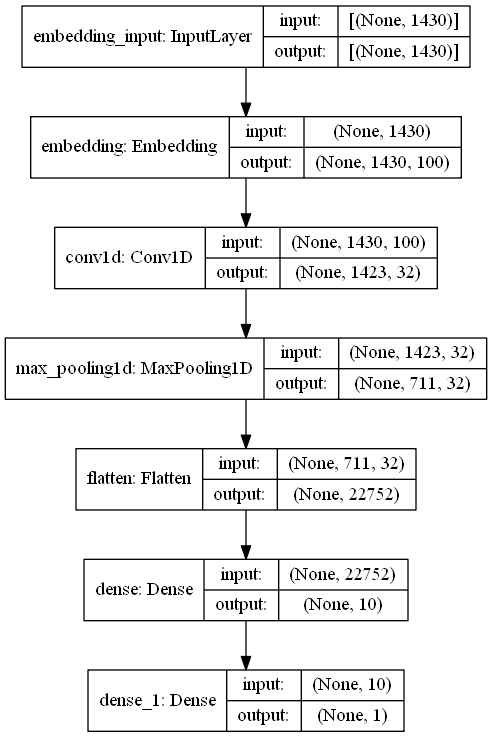 embedding_input: InputLayer
input: [(None, 1430)]
output: [(None, 1430)]
embedding: Embedding
input: (None, 1430)
output: (None, 1430, 100)
conv1d: Conv1D
input: (None, 1430, 100)
output: (None, 1423, 32)
max_pooling1d: MaxPooling1D
input: (None, 1423, 32)
output: (None, 711, 32)
flatten: Flatten
input: (None, 711, 32)
output: (None, 22752)
dense: Dense
input: (None, 22752)
output: (None, 10)
dense_1: Dense
input: (None, 10)
output: (None, 1)